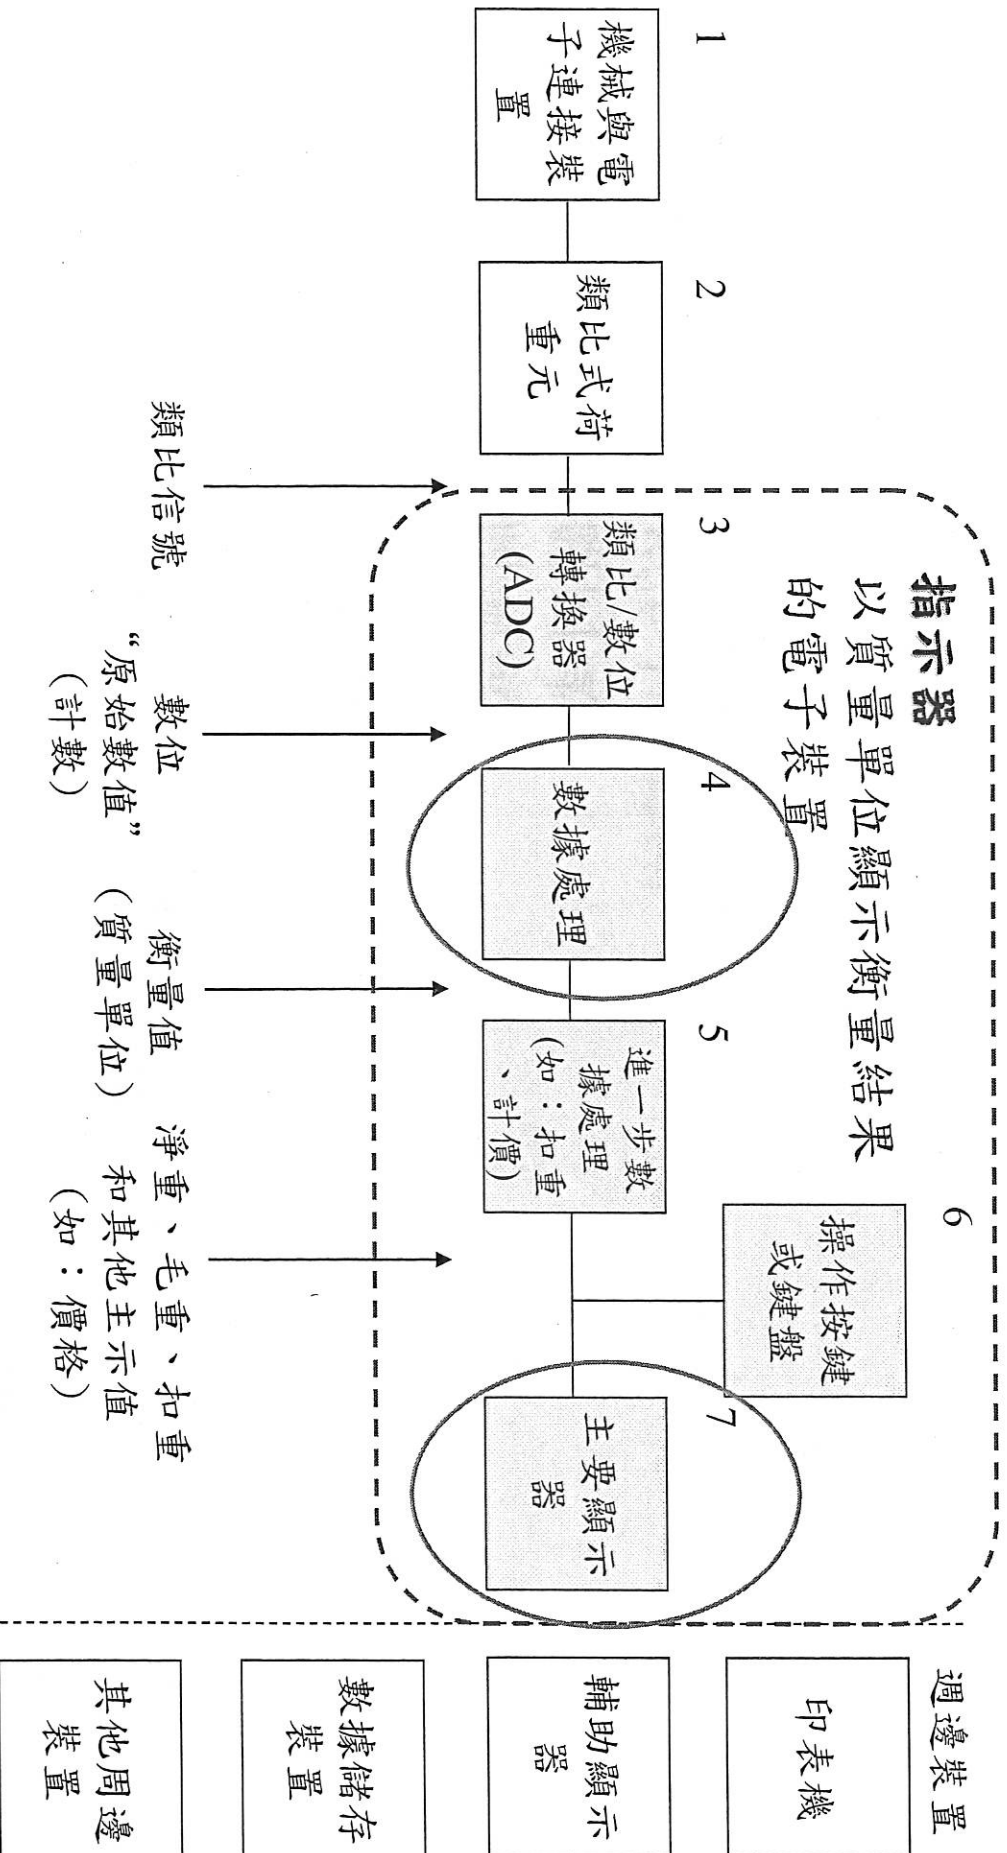 指示器
以質量單位顯示衡量結果
的電子裝置
1
機械與電
子連接裝
置
2
類比式荷
重元
3
類比/數位
轉換器
(ADC)
4
數據處理
5
進一步數
據處理
(如：扣重
、計價)
6
操作按鍵
或鍵盤
7
主要顯示
器
類比信號
數位
“原始數值”
(計數)
衡量值
(質量單位)
淨重、毛重、扣重
和其他主示值
(如：價格)
週邊裝置
印表機
輔助顯示
器
數據儲存
裝置
其他周邊
裝置